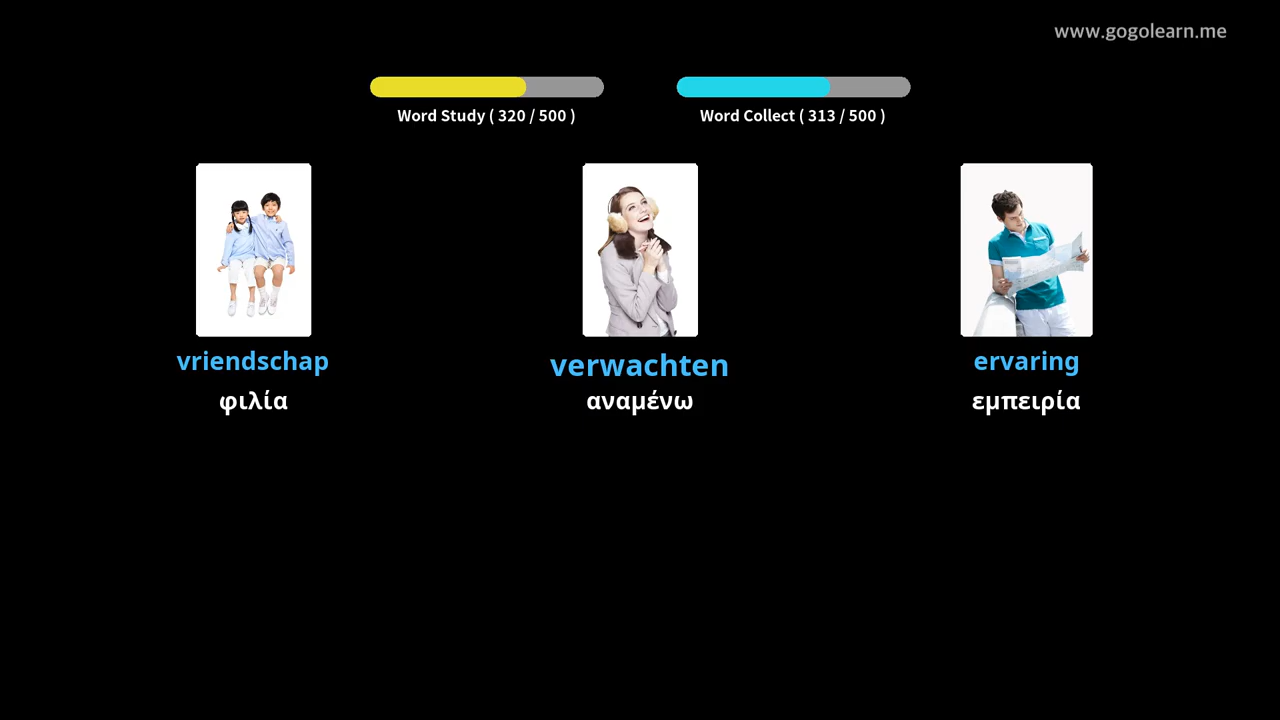 www.gogolearn.me
Word Study ( 320 / 500 )
Word Collect ( 313 / 500 )
vriendschap
φιλία
verwachten
αναμένω
ervaring
εμπειρία